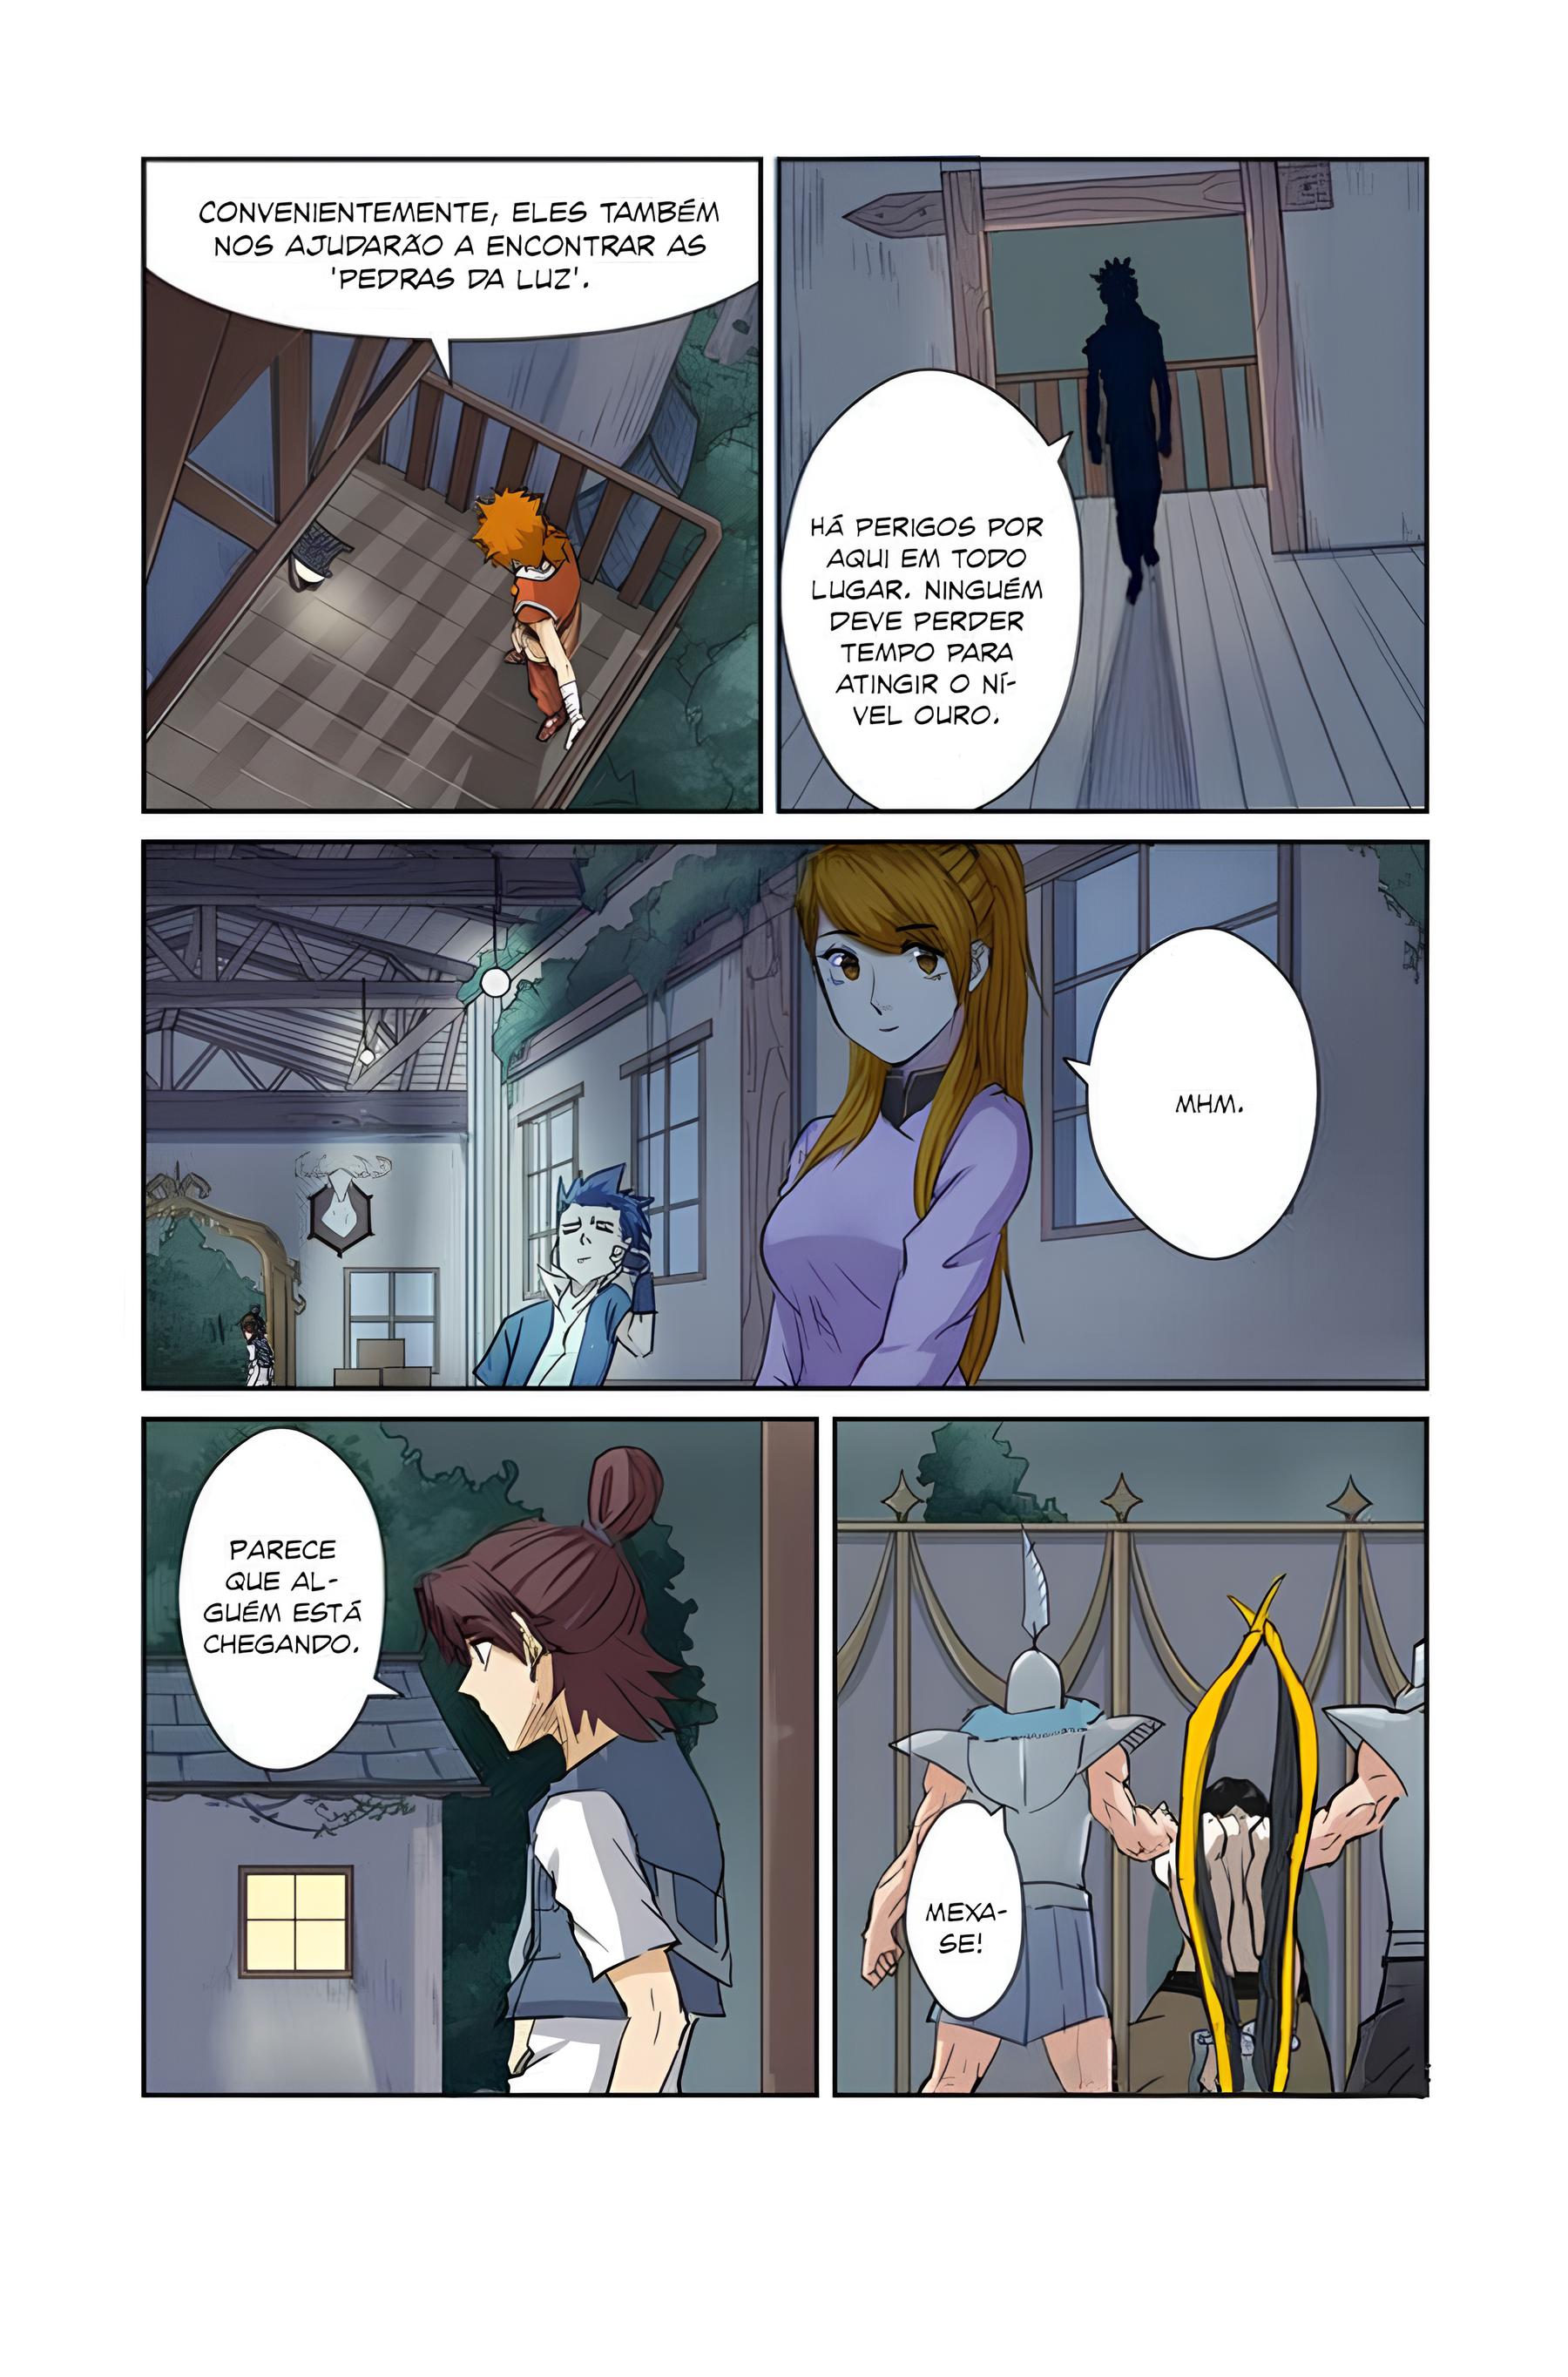 CONVENIENTEMENTE, ELES TAMBÉM
NOS AJUDARÃO A ENCONTRAR AS
'PEDRAS DA LUZ'.
HÁ PERIGOS POR
AQUI EM TODO
LUGAR. NINGUÉM
DEVE PERDER
TEMPO PARA
ATINGIR O NÍ-
VEL OURO.
MHM.
PARECE
QUE AL-
GUÉM ESTÁ
CHEGANDO.
MEXA-
SE!